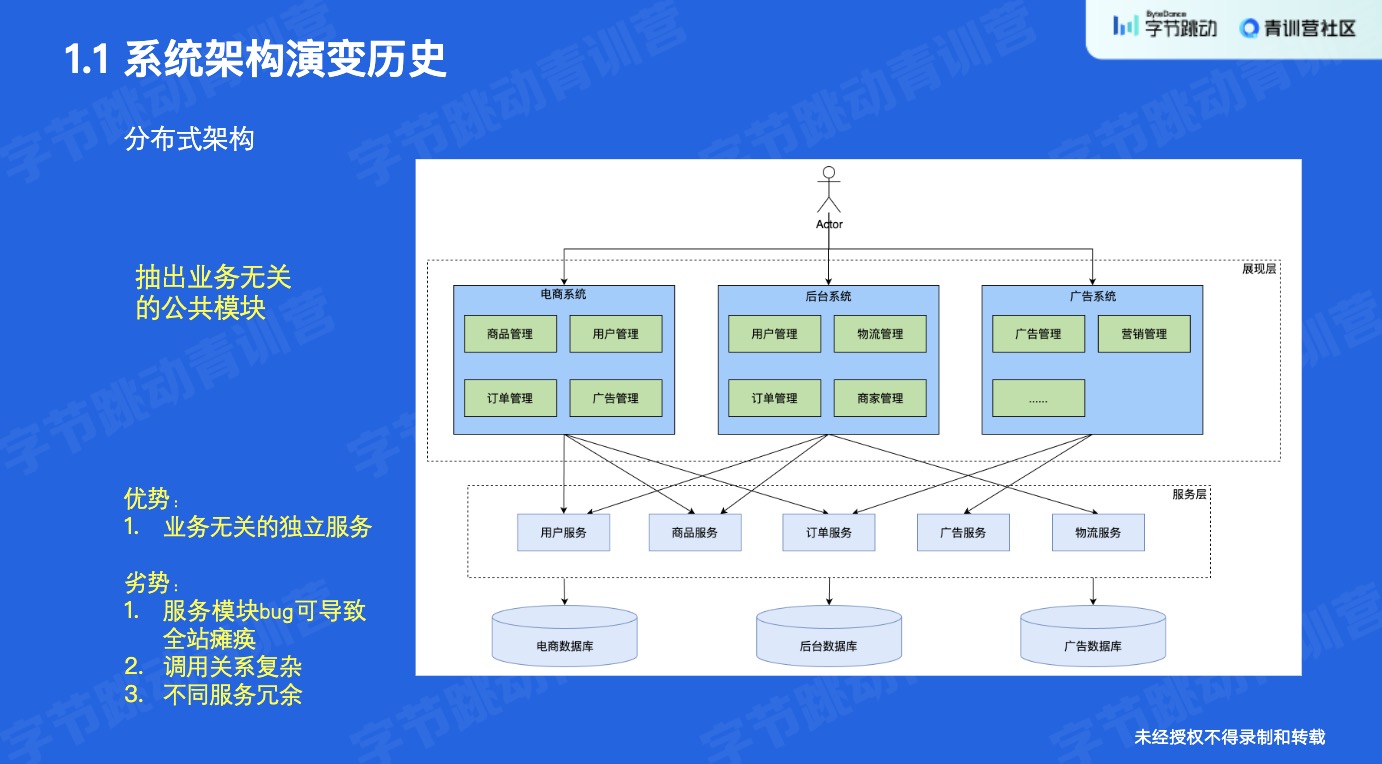 1.1 系统架构演变历史
ByteDance
字节跳动
青训营社区
分布式架构
抽出业务无关
的公共模块
优势：
1. 业务无关的独立服务
劣势：
1. 服务模块bug可导致
全站瘫痪
2. 调用关系复杂
3. 不同服务冗余
Actor
展现层
电商系统
商品管理
用户管理
订单管理
广告管理
后台系统
用户管理
物流管理
订单管理
商家管理
广告系统
广告管理
营销管理
......
服务层
用户服务
商品服务
订单服务
广告服务
物流服务
电商数据库
后台数据库
广告数据库
未经授权不得录制和转载
字节跳动青训营